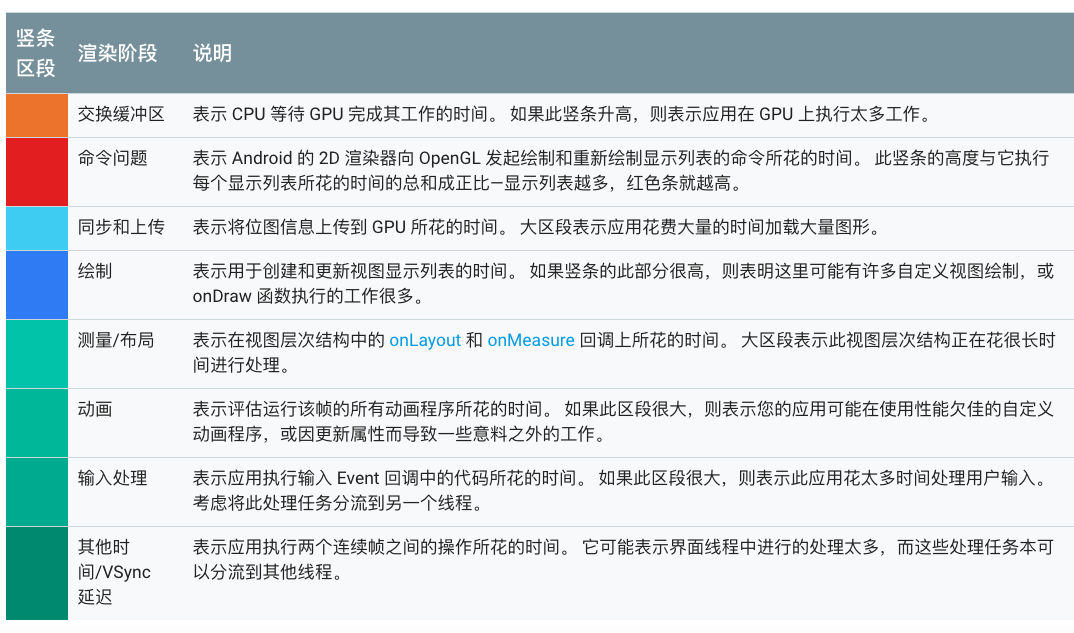 竖条
区段
渲染阶段
说明
交换缓冲区
表示 CPU 等待 GPU 完成其工作的时间。 如果此竖条升高，则表示应用在 GPU 上执行太多工作。
命令问题
表示 Android 的 2D 渲染器向 OpenGL 发起绘制和重新绘制显示列表的命令所花的时间。 此竖条的高度与它执行
每个显示列表所花的时间的总和成正比—显示列表越多，红色条就越高。
同步和上传
表示将位图信息上传到 GPU 所花的时间。 大区段表示应用花费大量的时间加载大量图形。
绘制
表示用于创建和更新视图显示列表的时间。 如果竖条的此部分很高，则表明这里可能有许多自定义视图绘制，或
onDraw 函数执行的工作很多。
测量/布局
表示在视图层次结构中的 onLayout 和 onMeasure 回调上所花的时间。 大区段表示此视图层次结构正在花很长时
间进行处理。
动画
表示评估运行该帧的所有动画程序所花的时间。 如果此区段很大，则表示您的应用可能在使用性能欠佳的自定义
动画程序，或因更新属性而导致一些意料之外的工作。
输入处理
表示应用执行输入 Event 回调中的代码所花的时间。 如果此区段很大，则表示此应用花太多时间处理用户输入。
考虑将此处理任务分流到另一个线程。
其他时
间/VSync
延迟
表示应用执行两个连续帧之间的操作所花的时间。 它可能表示界面线程中进行的处理太多，而这些处理任务本可
以分流到其他线程。